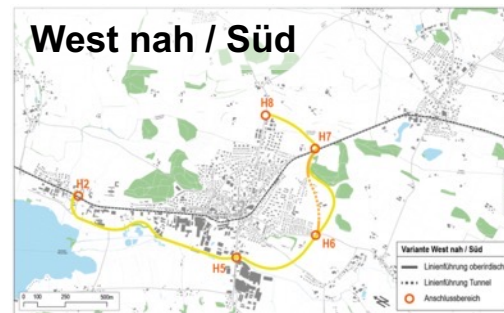 West nah / Süd
H8
H7
H2
H6
H5
Variante West nah / Süd
Linienführung oberirdisch
Linienführung Tunnel
Anschlussbereich
0 100 250 500m